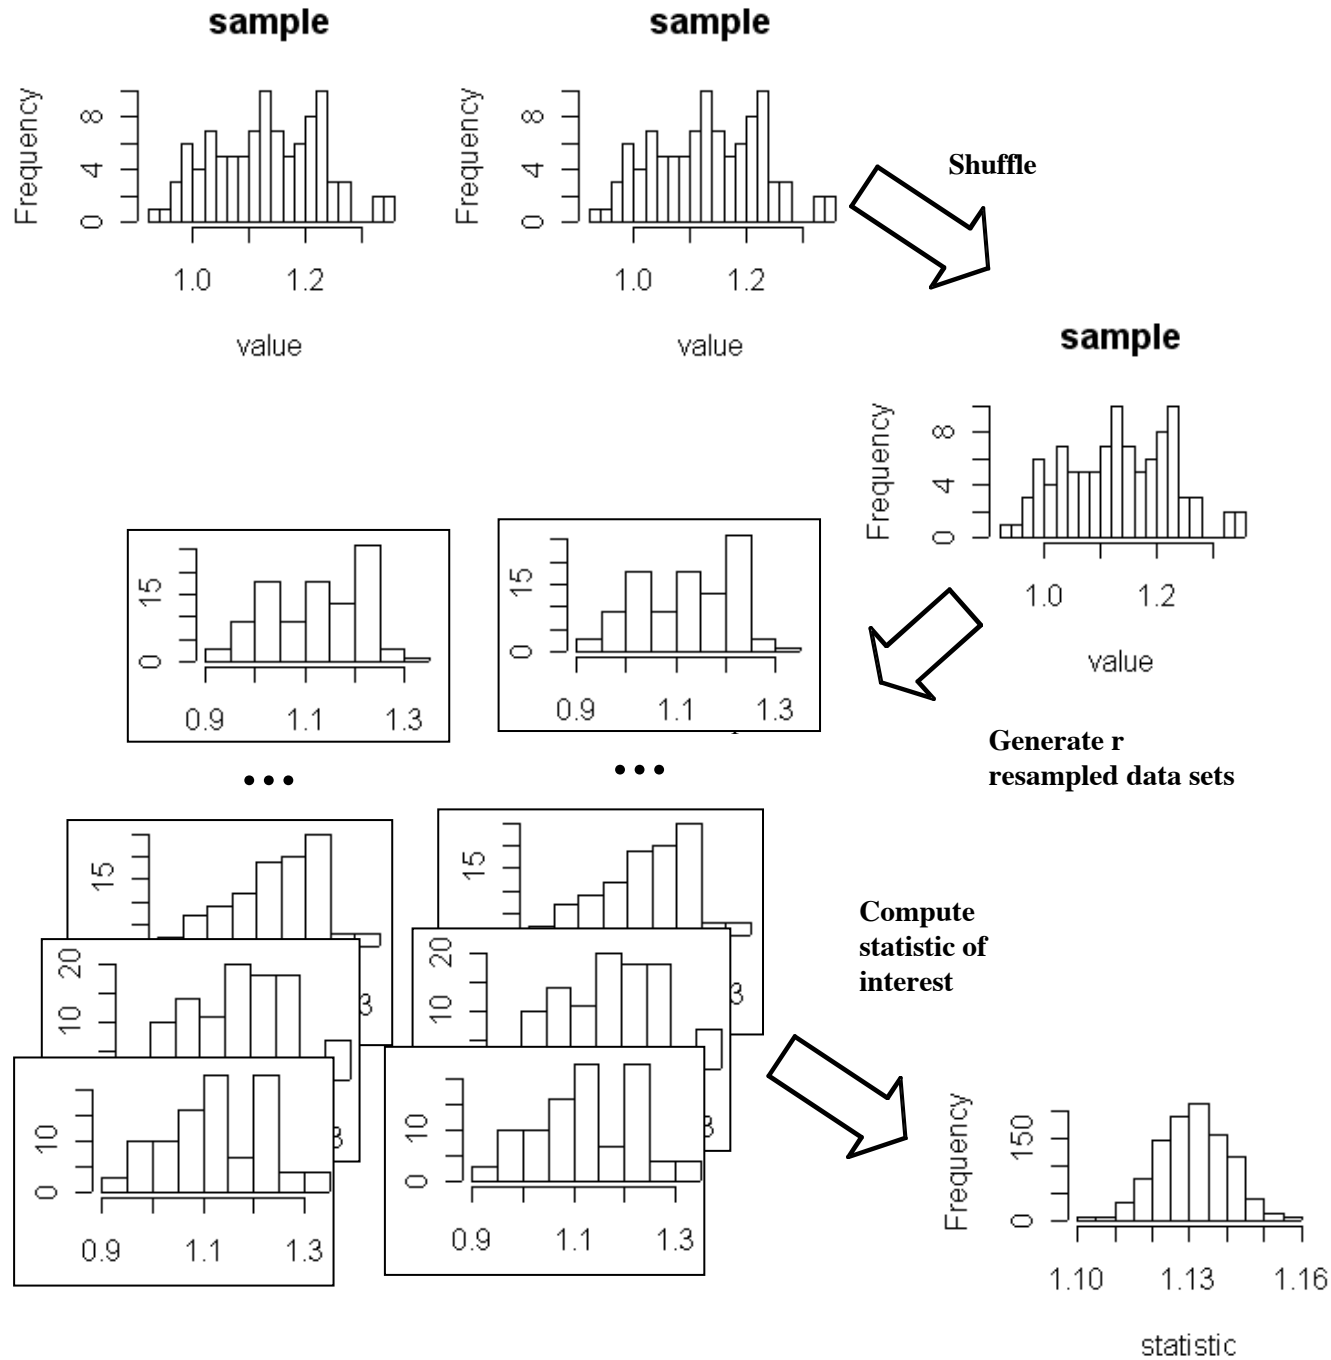 sample
sample
Frequency
0 4 8
1.0 1.2
value
Frequency
0 4 8
1.0 1.2
value
Shuffle
sample
Frequency
0 4 8
1.0 1.2
value
0 15
0.9 1.1 1.3
0 15
0.9 1.1 1.3
Generate r
resampled data sets
•••
•••
15
3
10 20
3
0 10
0.9 1.1 1.3
15
3
10 20
3
0 10
0.9 1.1 1.3
Compute
statistic of
interest
Frequency
0 150
1.10 1.13 1.16
statistic